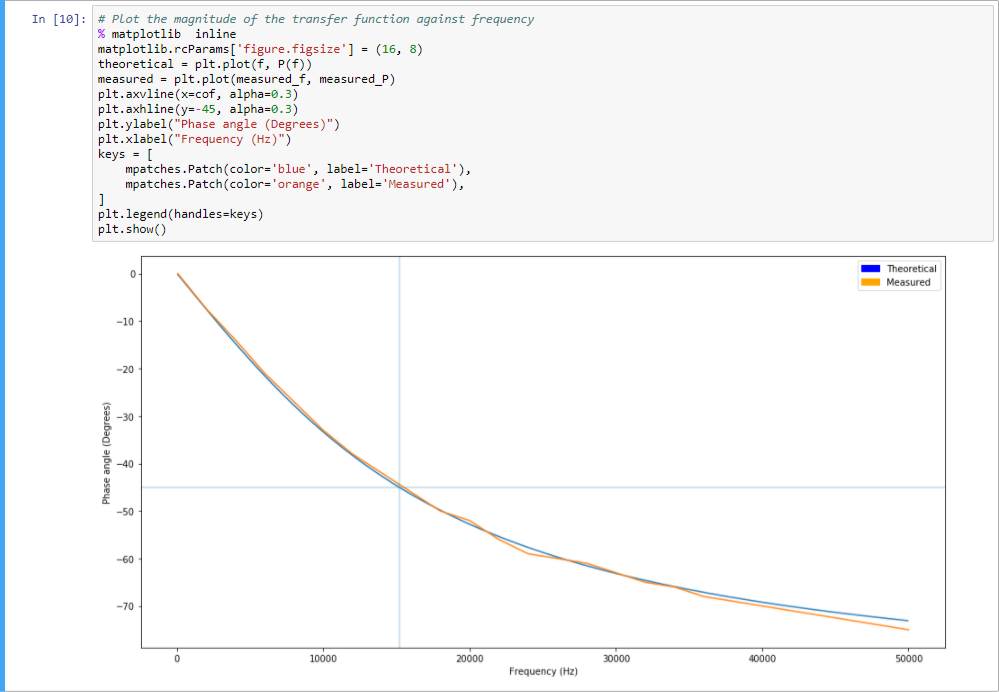 In [10]: # Plot the magnitude of the transfer function against frequency
% matplotlib  inline
matplotlib.rcParams['figure.figsize'] = (16, 8)
theoretical = plt.plot(f, P(f))
measured = plt.plot(measured_f, measured_P)
plt.axvline(x=cof, alpha=0.3)
plt.axhline(y=-45, alpha=0.3)
plt.ylabel("Phase angle (Degrees)")
plt.xlabel("Frequency (Hz)")
keys = [
    mpatches.Patch(color='blue', label='Theoretical'),
    mpatches.Patch(color='orange', label='Measured'),
]
plt.legend(handles=keys)
plt.show()
Theoretical
Measured
Phase angle (Degrees)
0
−10
−20
−30
−40
−50
−60
−70
0 10000 20000 30000 40000 50000
Frequency (Hz)